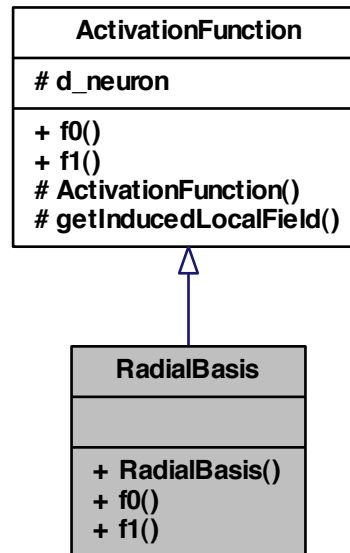 ActivationFunction
# d_neuron
+ f0()
+ f1()
# ActivationFunction()
# getInducedLocalField()
RadialBasis
+ RadialBasis()
+ f0()
+ f1()